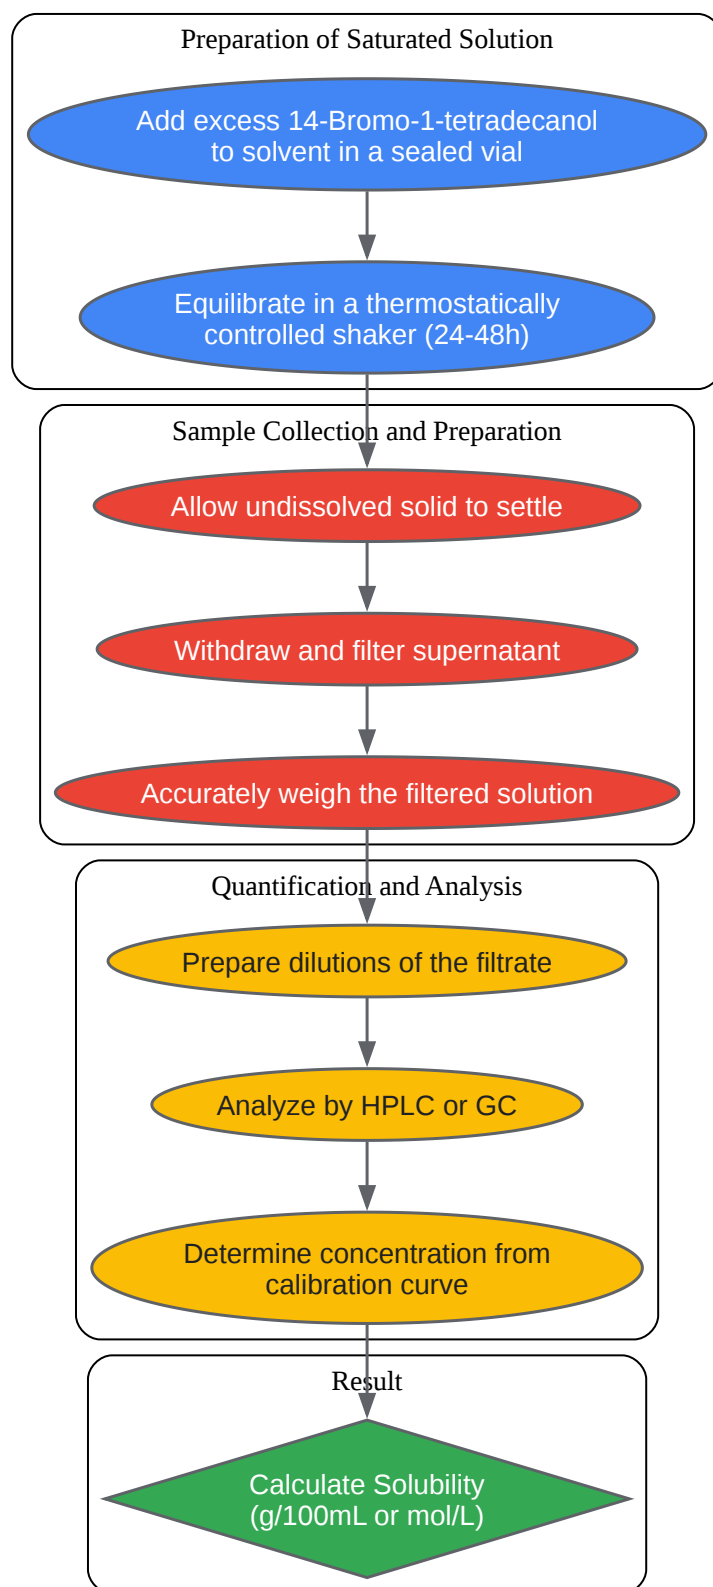 Preparation of Saturated Solution
Add excess 14-Bromo-1-tetradecanol
to solvent in a sealed vial
Equilibrate in a thermostatically
controlled shaker (24-48h)
Sample Collection and Preparation
Allow undissolved solid to settle
Withdraw and filter supernatant
Accurately weigh the filtered solution
Quantification and Analysis
Prepare dilutions of the filtrate
Analyze by HPLC or GC
Determine concentration from
calibration curve
Result
Calculate Solubility
(g/100mL or mol/L)